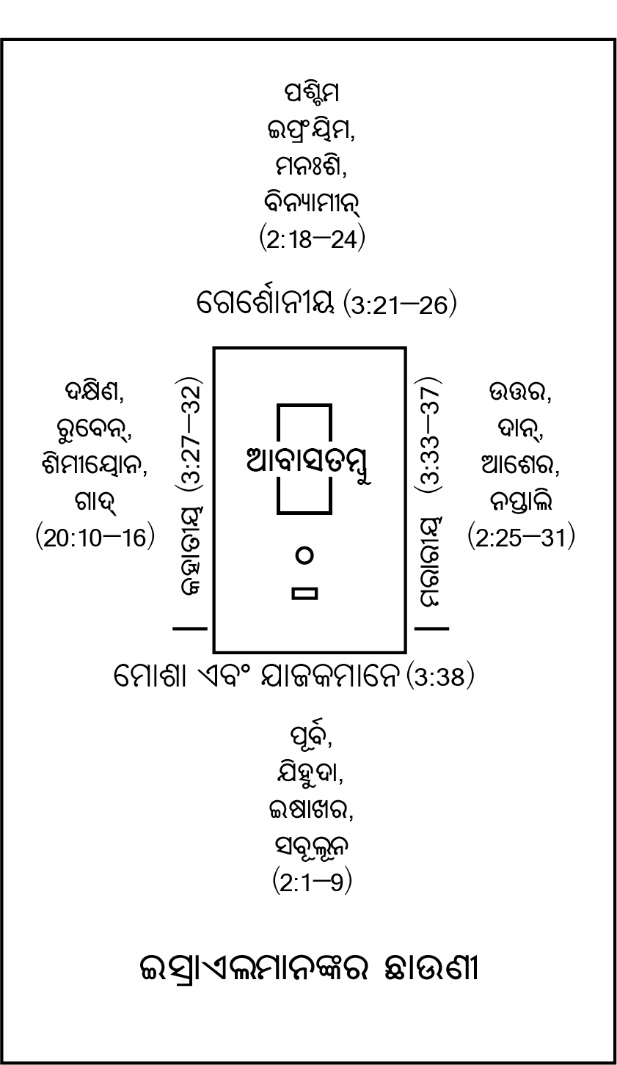 ପଶ୍ଚିମ
ଇଫ୍ରଂୟିମ,
ମନଃଶି,
ବିନ୍ୟାମୀନ୍
(2:18–24)
ଗେର୍ଶୋନୀୟ (3:21–26)
ଦକ୍ଷିଣ,
ରୁବେନ୍,
ଶିମୀୟୋନ,
ଗାଦ୍
(20:10–16)
କହାତୀୟ (3:27–32)
ଆବାସତମ୍ବୁ
ମରାରୀୟ (3:33–37)
ଉତ୍ତର,
ଦାନ୍,
ଆଶେର,
ନପ୍ତାଲି
(2:25–31)
ମୋଶା ଏବଂ ଯାଜକମାନେ (3:38)
ପୂର୍ବ,
ଯିହୁଦା,
ଇଷାଖର,
ସବୂଲୂନ
(2:1–9)
ଇସ୍ରାଏଲମାନଙ୍କର ଛାଉଣୀ